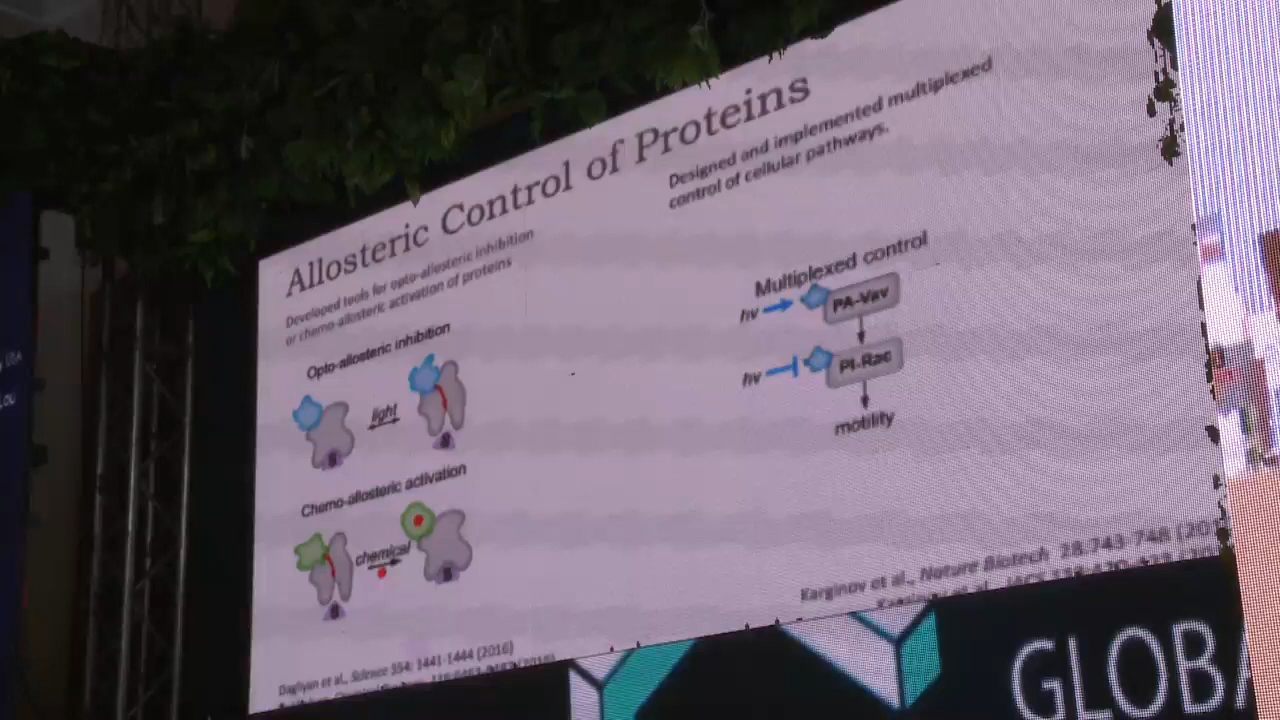 Allosteric Control of Proteins
Developed tools for opto-allosteric inhibition
or chemo-allosteric activation of proteins
Opto-allosteric inhibition
light
Chemo-allosteric activation
chemical
Dagliyan et al., Science 354: 1441-1444 (2016)
Designed and implemented multiplexed
control of cellular pathways.
Multiplexed control
hv
PA-Vav
hv
PI-Rac
motility
Karginov et al., Nature Biotech 28:743 748
GLOBA